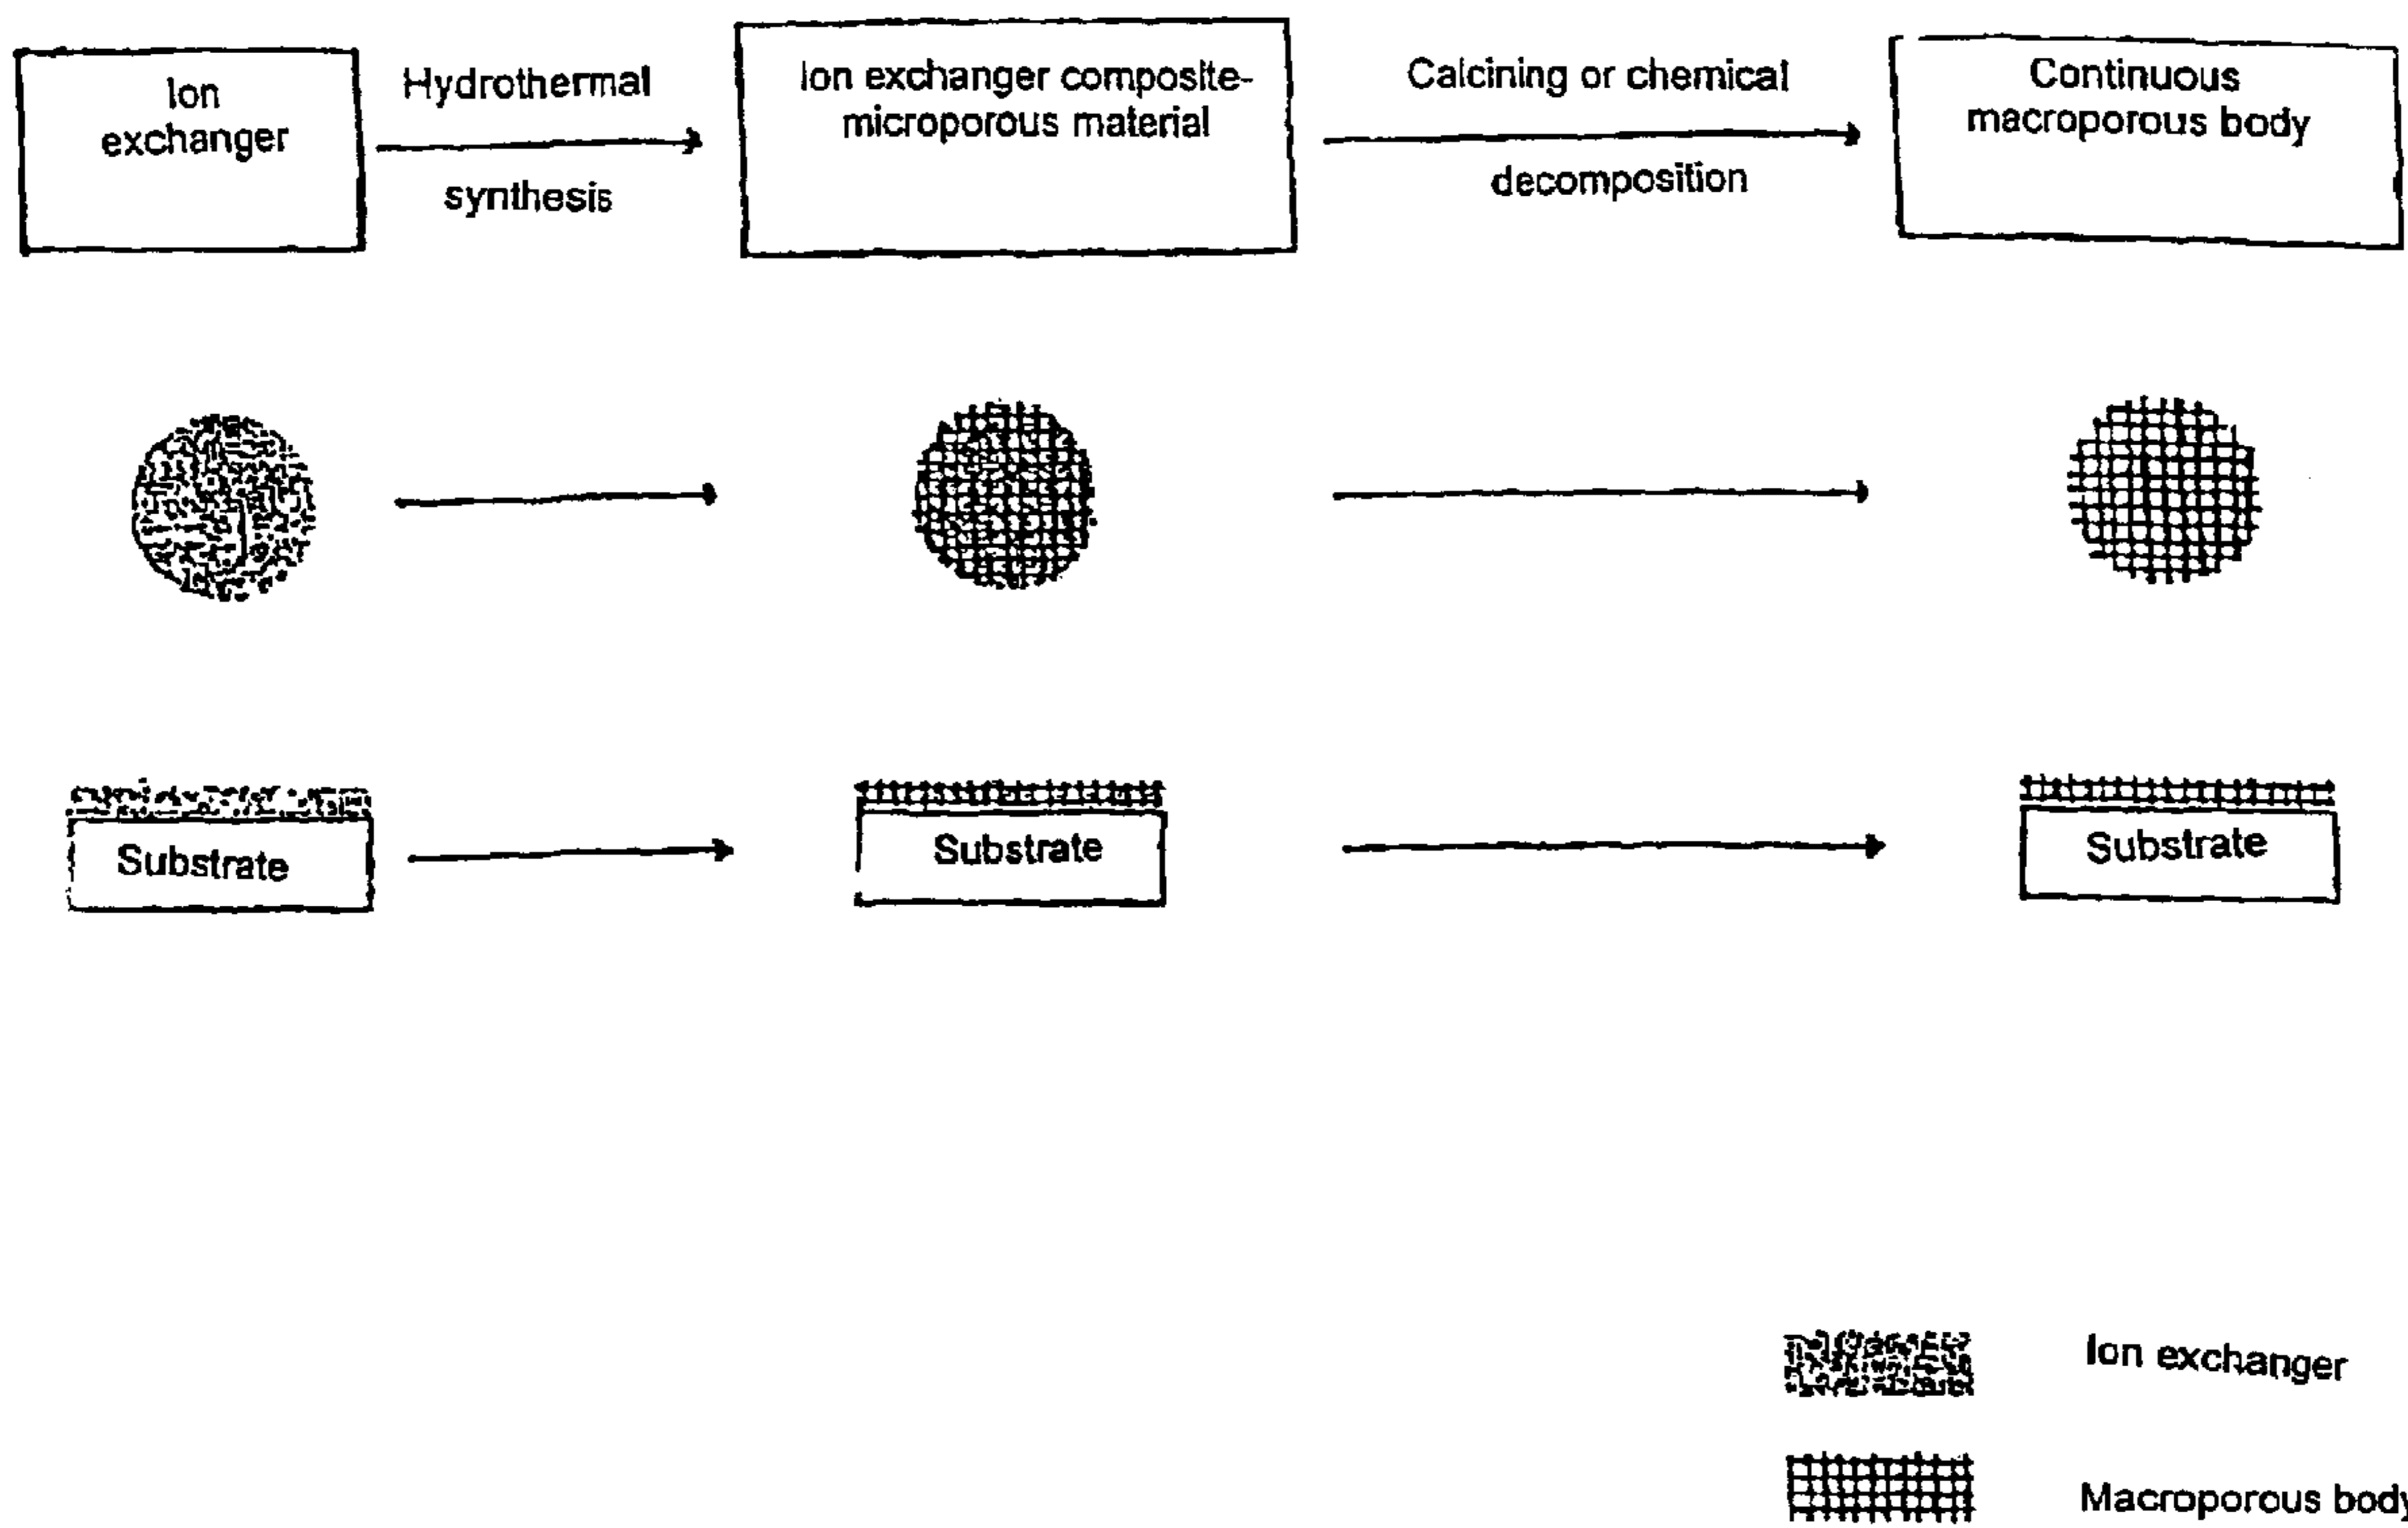 Ion
exchanger
Hydrothermal
synthesis
Ion exchanger composite-
microporous material
Calcining or chemical
decomposition
Continuous
macroporous body
Substrate
Substrate
Substrate
Ion exchanger
Macroporous body